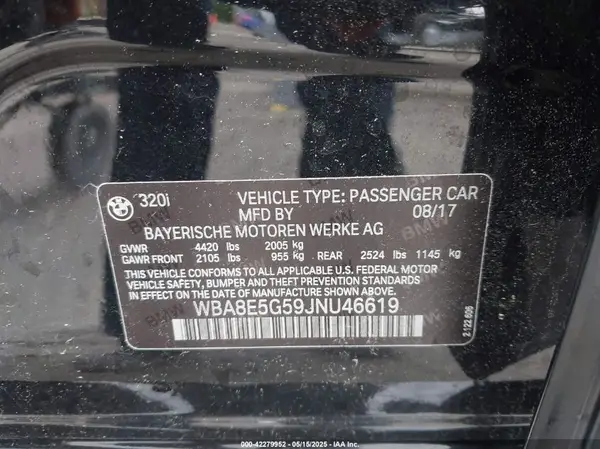 320i VEHICLE TYPE: PASSENGER CAR
MFD BY 08/17
BAYERISCHE MOTOREN WERKE AG
GVWR 4420 lbs 2005 kg
GAWR FRONT 2105 lbs 955 kg REAR 2524 lbs 1145 kg
THIS VEHICLE CONFORMS TO ALL APPLICABLE U.S. FEDERAL MOTOR
VEHICLE SAFETY, BUMPER AND THEFT PREVENTION STANDARDS IN
EFFECT ON THE DATE OF MANUFACTURE SHOWN ABOVE.
WBA8E5G59JNU46619
2 122 606
000-42279952 - 05/15/2025 - IAA Inc.